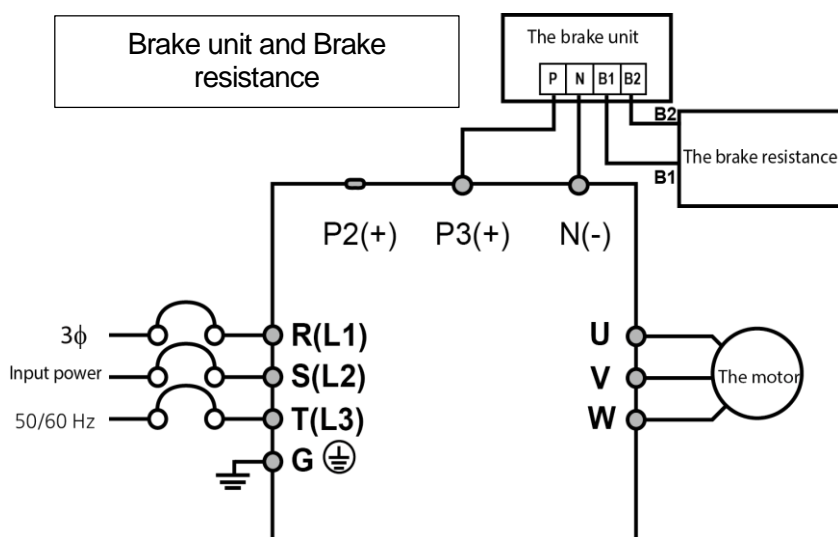 Brake unit and Brake
resistance
The brake unit
P N B1 B2
B2
The brake resistance
B1
P2(+) P3(+) N(-)
3ϕ
R(L1)
U
Input power
S(L2)
V
The motor
50/60 Hz
T(L3)
W
G